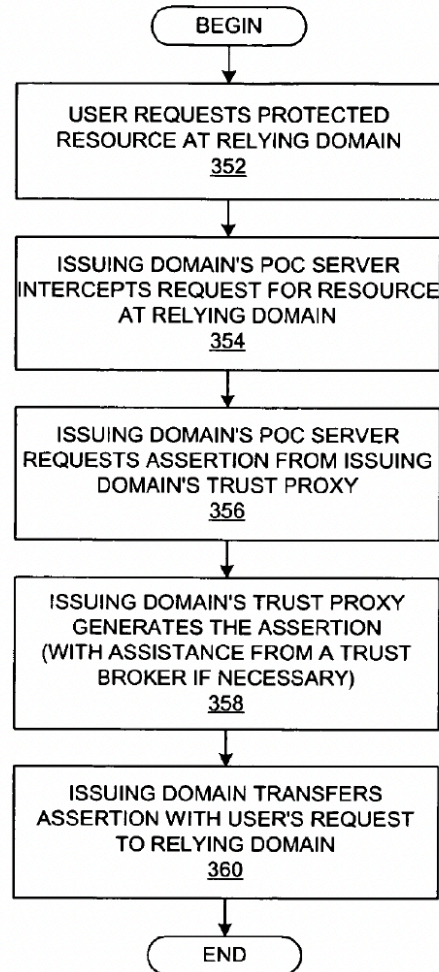 BEGIN
USER REQUESTS PROTECTED
RESOURCE AT RELYING DOMAIN
352
ISSUING DOMAIN'S POC SERVER
INTERCEPTS REQUEST FOR RESOURCE
AT RELYING DOMAIN
354
ISSUING DOMAIN'S POC SERVER
REQUESTS ASSERTION FROM ISSUING
DOMAIN'S TRUST PROXY
356
ISSUING DOMAIN'S TRUST PROXY
GENERATES THE ASSERTION
(WITH ASSISTANCE FROM A TRUST
BROKER IF NECESSARY)
358
ISSUING DOMAIN TRANSFERS
ASSERTION WITH USER'S REQUEST
TO RELYING DOMAIN
360
END